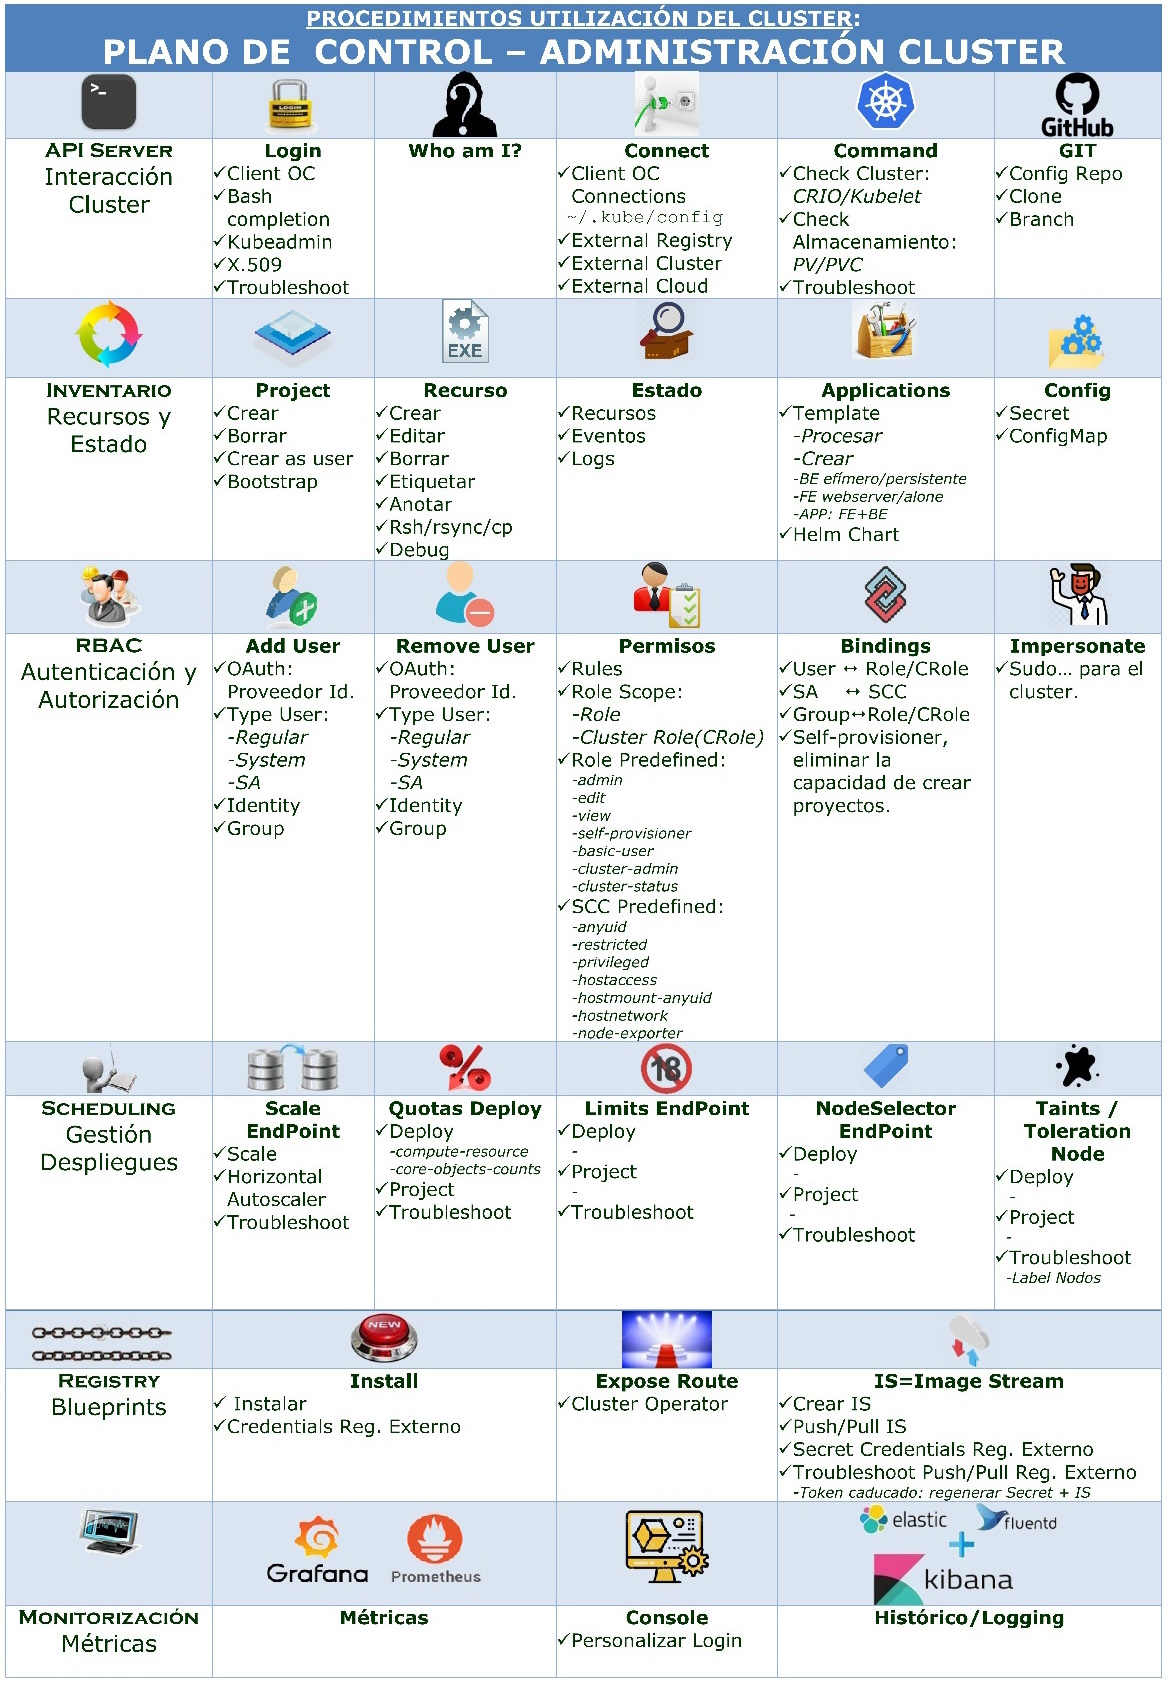 PROCEDIMIENTOS UTILIZACIÓN DEL CLUSTER:
PLANO DE CONTROL – ADMINISTRACIÓN CLUSTER
>_
LOGIN
?
GitHub
API SERVER
Interacción
Cluster
Login
✓Client OC
✓Bash
completion
✓Kubeadmin
✓X.509
✓Troubleshoot
Who am I?
Connect
✓Client OC
Connections
~/.kube/config
✓External Registry
✓External Cluster
✓External Cloud
Command
✓Check Cluster:
CRIO/Kubelet
✓Check
Almacenamiento:
PV/PVC
✓Troubleshoot
GIT
✓Config Repo
✓Clone
✓Branch
EXE
INVENTARIO
Recursos y
Estado
Project
✓Crear
✓Borrar
✓Crear as user
✓Bootstrap
Recurso
✓Crear
✓Editar
✓Borrar
✓Etiquetar
✓Anotar
✓Rsh/rsync/cp
✓Debug
Estado
✓Recursos
✓Eventos
✓Logs
Applications
✓Template
-Procesar
-Crear
-BE efímero/persistente
-FE webserver/alone
-APP: FE+BE
✓Helm Chart
Config
✓Secret
✓ConfigMap
RBAC
Autenticación y
Autorización
Add User
✓OAuth:
Proveedor Id.
✓Type User:
-Regular
-System
-SA
✓Identity
✓Group
Remove User
✓OAuth:
Proveedor Id.
✓Type User:
-Regular
-System
-SA
✓Identity
✓Group
Permisos
✓Rules
✓Role Scope:
-Role
-Cluster Role(CRole)
✓Role Predefined:
-admin
-edit
-view
-self-provisioner
-basic-user
-cluster-admin
-cluster-status
✓SCC Predefined:
-anyuid
-restricted
-privileged
-hostaccess
-hostmount-anyuid
-hostnetwork
-node-exporter
Bindings
✓User ↔ Role/CRole
✓SA ↔ SCC
✓Group↔Role/CRole
✓Self-provisioner,
eliminar la
capacidad de crear
proyectos.
Impersonate
✓Sudo… para el
cluster.
%
18
SCHEDULING
Gestión
Despliegues
Scale
EndPoint
✓Scale
✓Horizontal
Autoscaler
✓Troubleshoot
Quotas Deploy
✓Deploy
-compute-resource
-core-objects-counts
✓Project
✓Troubleshoot
Limits EndPoint
✓Deploy
-
✓Project
-
✓Troubleshoot
NodeSelector
EndPoint
✓Deploy
-
✓Project
-
✓Troubleshoot
Taints /
Toleration
Node
✓Deploy
-
✓Project
-
✓Troubleshoot
-Label Nodos
NEW
REGISTRY
Blueprints
Install
✓ Instalar
✓Credentials Reg. Externo
Expose Route
✓Cluster Operator
IS=Image Stream
✓Crear IS
✓Push/Pull IS
✓Secret Credentials Reg. Externo
✓Troubleshoot Push/Pull Reg. Externo
-Token caducado: regenerar Secret + IS
Grafana
Prometheus
elastic
fluentd
+
kibana
MONITORIZACIÓN
Métricas
Métricas
Console
✓Personalizar Login
Histórico/Logging